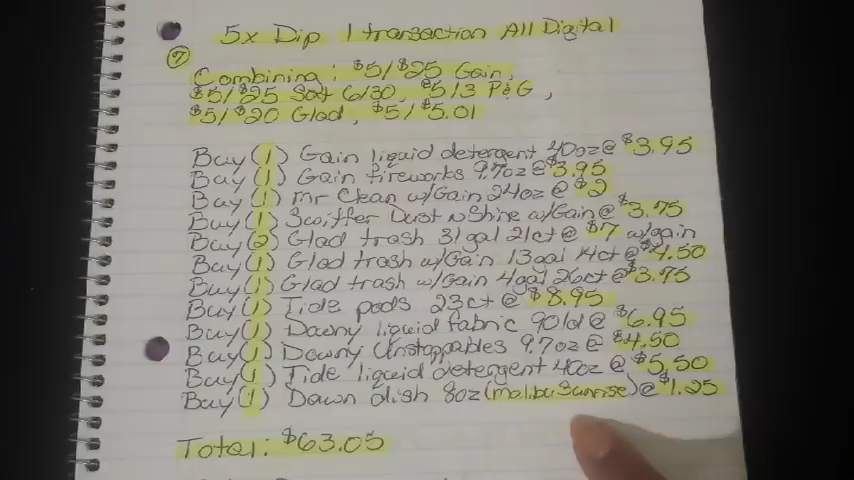 5x Dip 1 transaction All Digital
⑦
Combining: $5/$25 Gain,
$5/$25 Sat 6/30, $5/3 P&G,
$5/$20 Glad, $5/$5.01
Buy (1) Gain liquid detergent 40oz @ $3.95
Buy (1) Gain fireworks 9.7oz @ $3.95
Buy (1) Mr Clean w/Gain 24oz @ $2
Buy (1) Swiffer Dust n Shine w/Gain @ $3.75
Buy (2) Glad trash 31gal 21ct @ $7 w/gain
Buy (1) Glad trash w/Gain 13gal 14ct @ $4.50
Buy (1) Glad trash w/Gain 4gal 26ct @ $3.75
Buy (1) Tide pods 23ct @ $8.95
Buy (1) Downy liquid fabric 90ld @ $6.95
Buy (1) Downy Unstoppables 9.7oz @ $4.50
Buy (1) Tide liquid detergent 40oz @ $5.50
Buy (1) Dawn dish 8oz (malibu Sunrise) @ $1.25
Total: $63.05